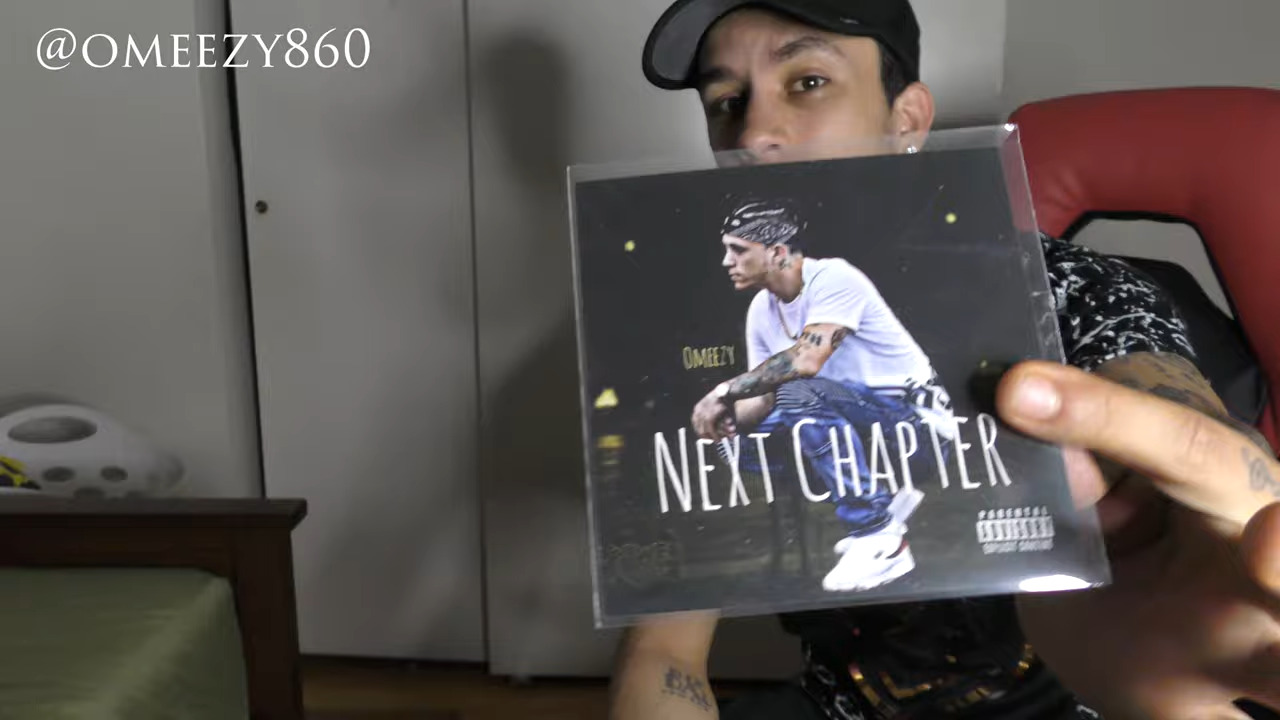 @OMEEZY860
OMEEZY
NEXT CHAPTER
PARENTAL
ADVISORY
EXPLICIT CONTENT